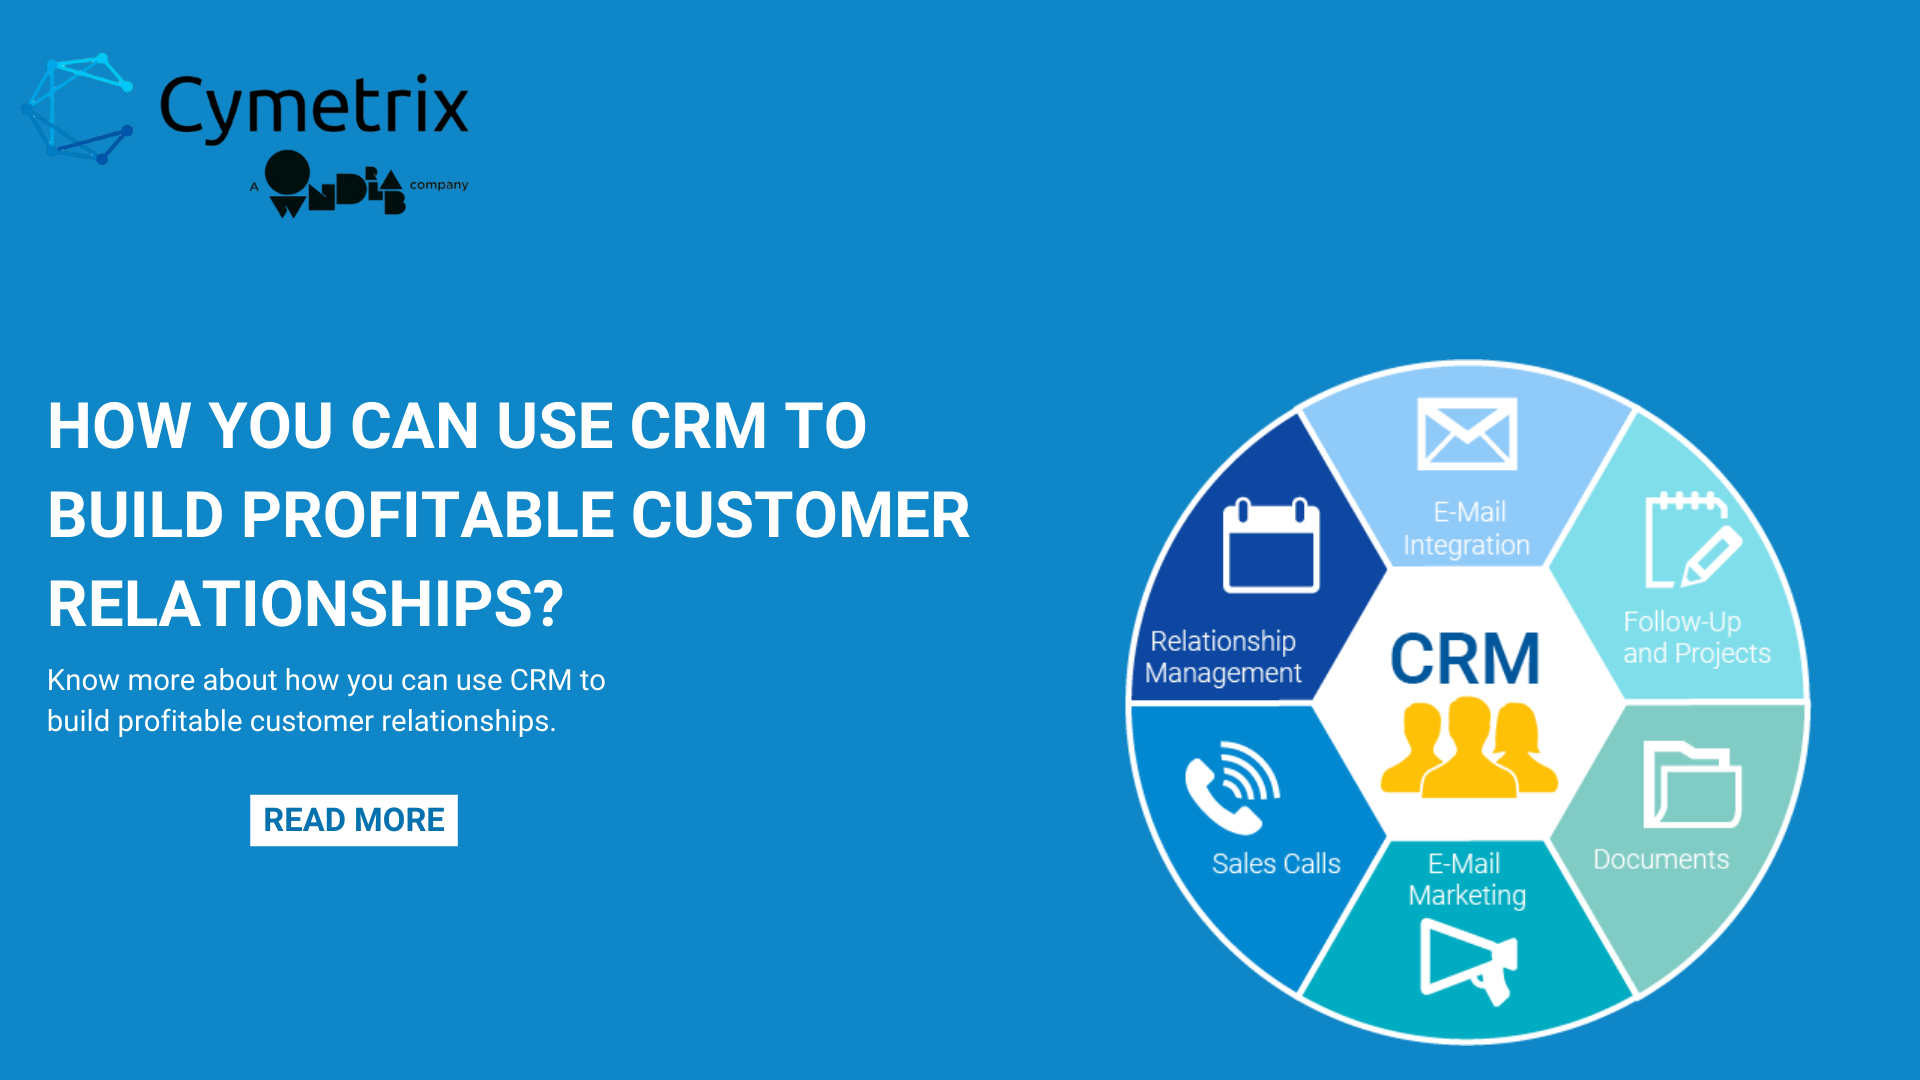 Cymetrix
A WONDRLAB company
HOW YOU CAN USE CRM TO
BUILD PROFITABLE CUSTOMER
RELATIONSHIPS?
Know more about how you can use CRM to
build profitable customer relationships.
READ MORE
E-Mail
Integration
Follow-Up
and Projects
Relationship
Management
CRM
Sales Calls
E-Mail
Marketing
Documents